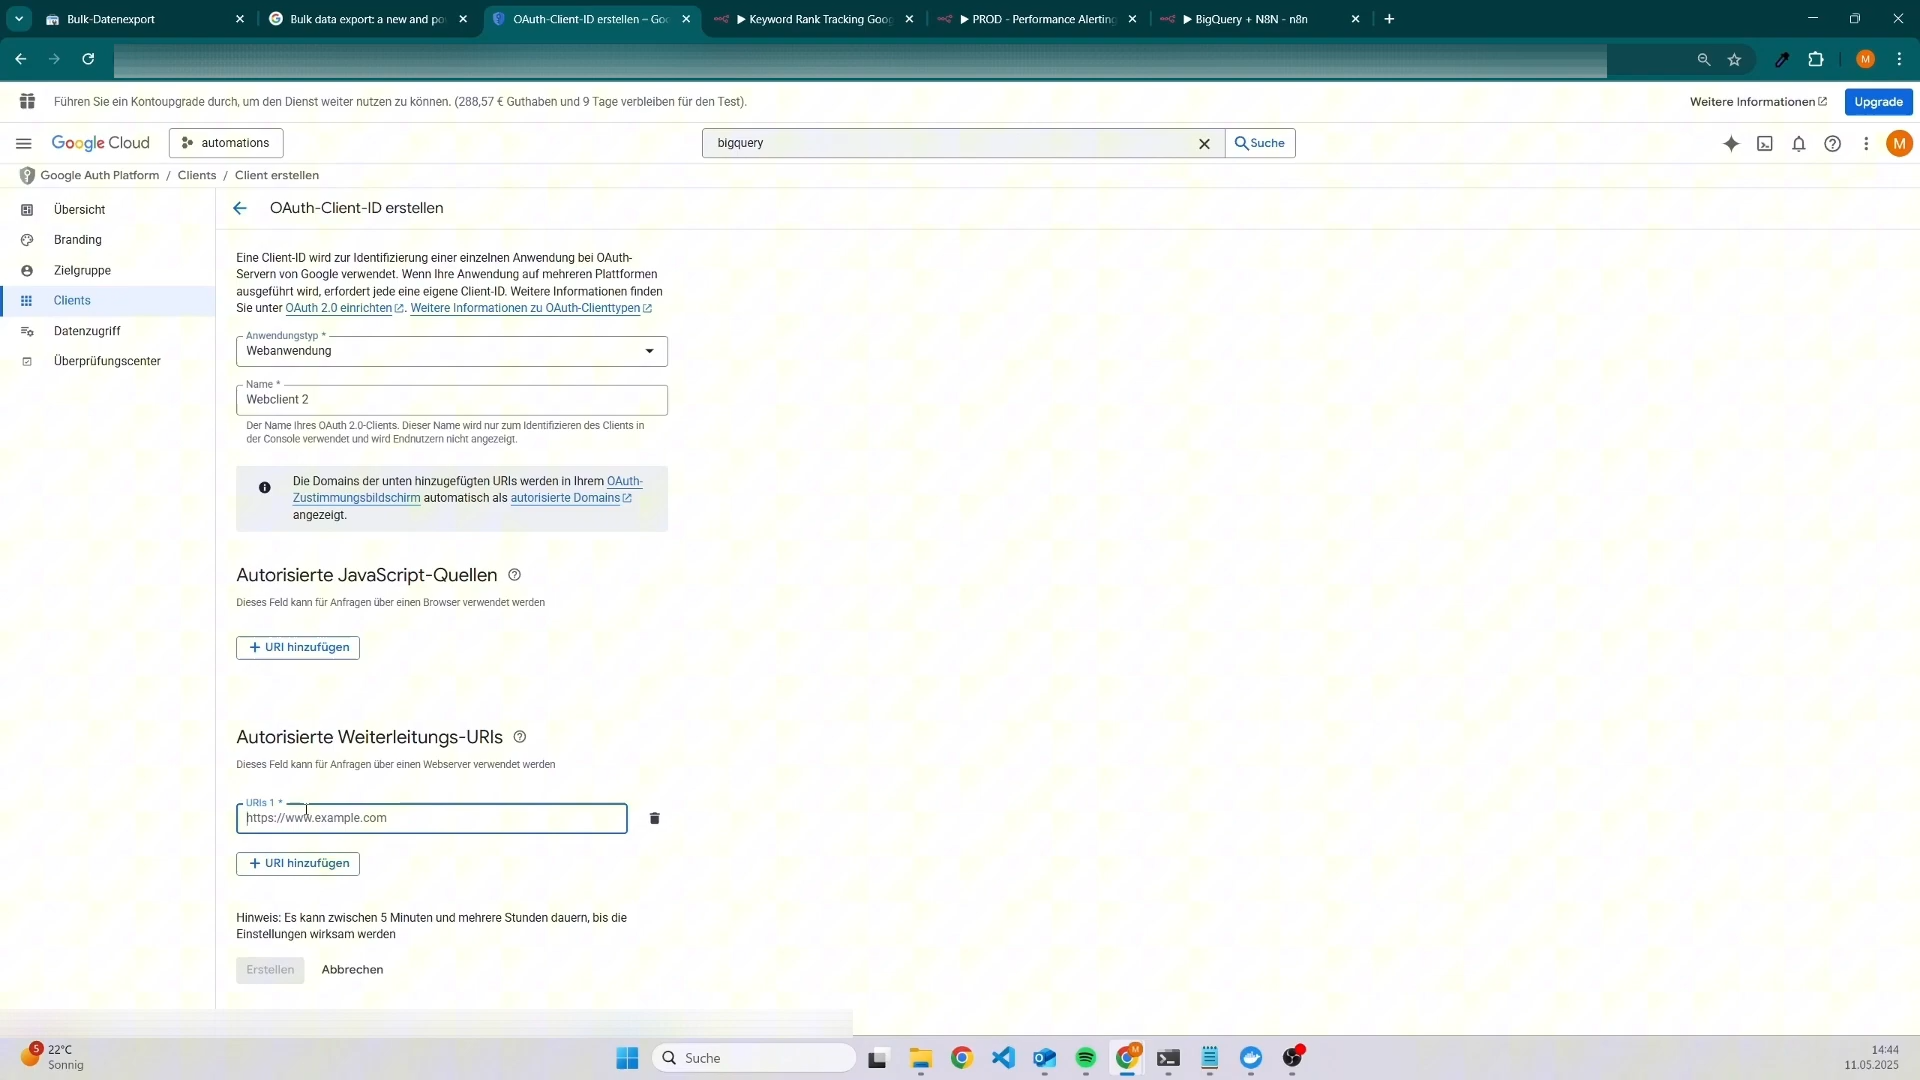 Bulk-Datenexport
Bulk data export: a new and po
OAuth-Client-ID erstellen – Goo
▶ Keyword Rank Tracking Goog
▶ PROD - Performance Alerting
▶ BigQuery + N8N - n8n
M
Führen Sie ein Kontoupgrade durch, um den Dienst weiter nutzen zu können. (288,57 € Guthaben und 9 Tage verbleiben für den Test).
Weitere Informationen
Upgrade
Google Cloud
automations
bigquery
Suche
M
Google Auth Platform / Clients / Client erstellen
Übersicht
Branding
Zielgruppe
Clients
Datenzugriff
Überprüfungscenter
OAuth-Client-ID erstellen
Eine Client-ID wird zur Identifizierung einer einzelnen Anwendung bei OAuth-
Servern von Google verwendet. Wenn Ihre Anwendung auf mehreren Plattformen
ausgeführt wird, erfordert jede eine eigene Client-ID. Weitere Informationen finden
Sie unter OAuth 2.0 einrichten. Weitere Informationen zu OAuth-Clienttypen
Anwendungstyp *
Webanwendung
Name *
Webclient 2
Der Name Ihres OAuth 2.0-Clients. Dieser Name wird nur zum Identifizieren des Clients in
der Console verwendet und wird Endnutzern nicht angezeigt.
Die Domains der unten hinzugefügten URIs werden in Ihrem OAuth-
Zustimmungsbildschirm automatisch als autorisierte Domains
angezeigt.
Autorisierte JavaScript-Quellen
Dieses Feld kann für Anfragen über einen Browser verwendet werden
+ URI hinzufügen
Autorisierte Weiterleitungs-URIs
Dieses Feld kann für Anfragen über einen Webserver verwendet werden
URIs 1 *
https://www.example.com
+ URI hinzufügen
Hinweis: Es kann zwischen 5 Minuten und mehrere Stunden dauern, bis die
Einstellungen wirksam werden
Erstellen
Abbrechen
5
22°C
Sonnig
Suche
M
14:44
11.05.2025